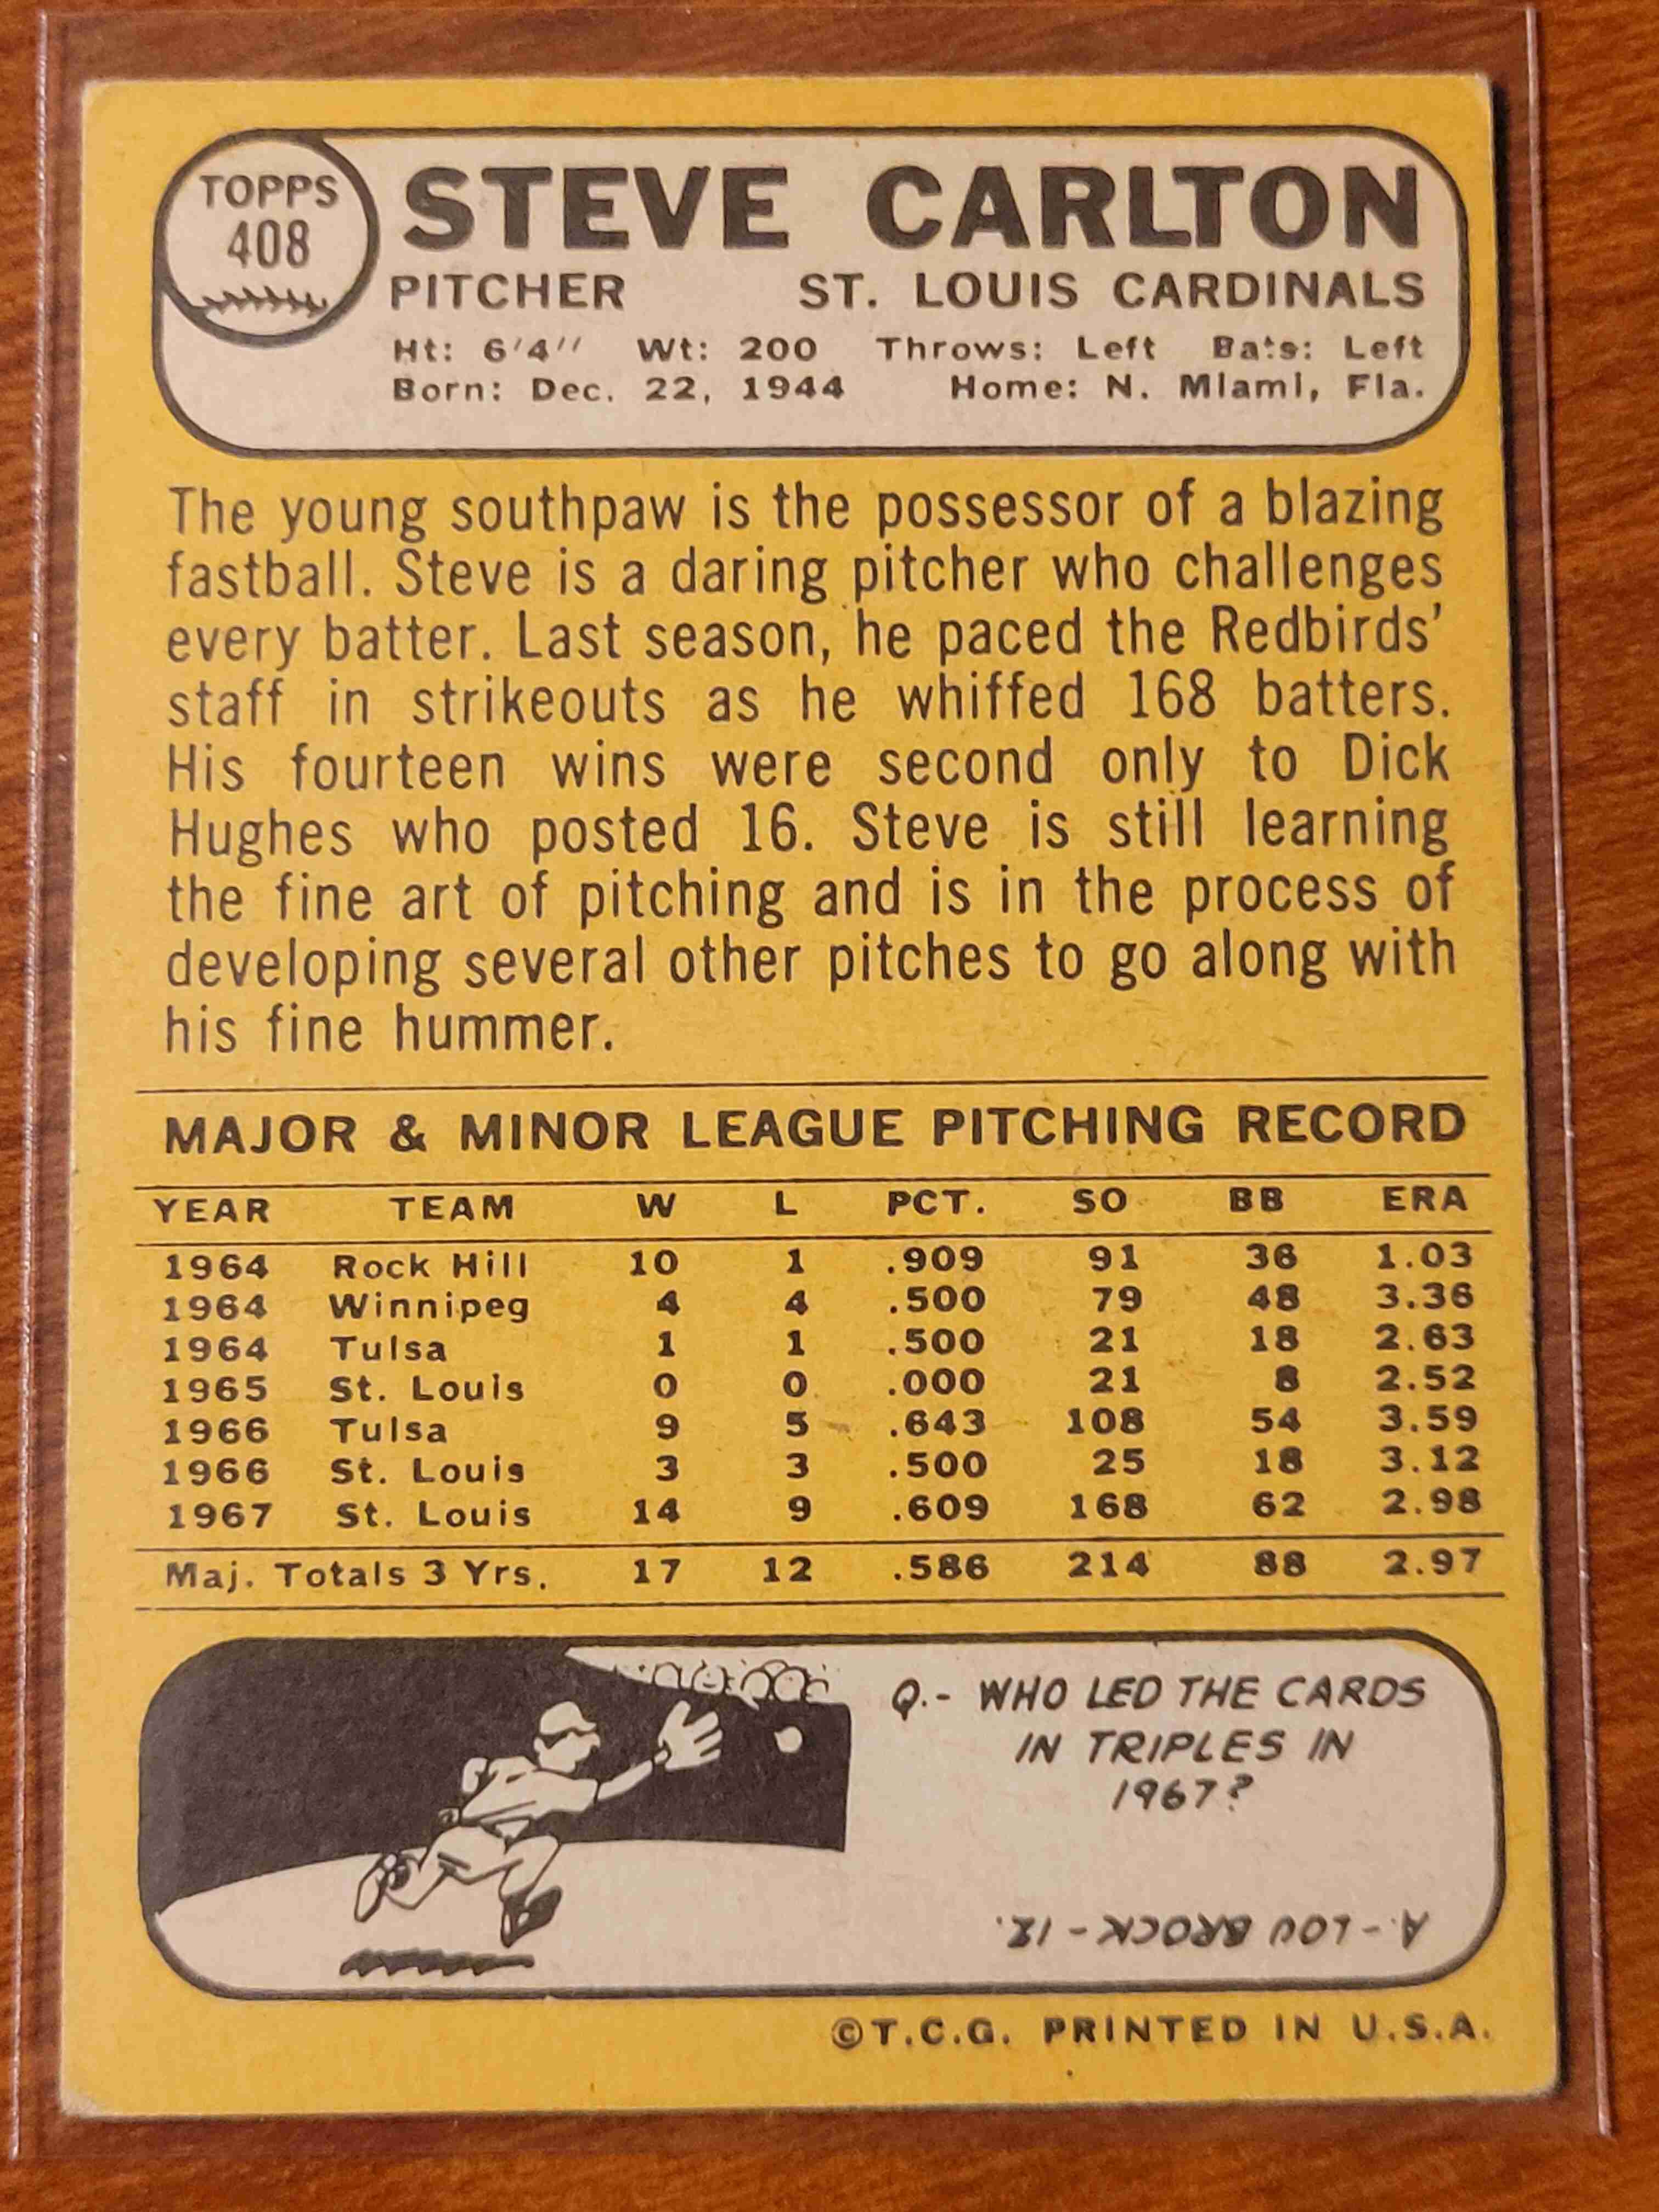 TOPPS
408
STEVE CARLTON
PITCHER ST. LOUIS CARDINALS
Ht: 6'4" Wt: 200 Throws: Left Bats: Left
Born: Dec. 22, 1944 Home: N. Miami, Fla.
The young southpaw is the possessor of a blazing
fastball. Steve is a daring pitcher who challenges
every batter. Last season, he paced the Redbirds'
staff in strikeouts as he whiffed 168 batters.
His fourteen wins were second only to Dick
Hughes who posted 16. Steve is still learning
the fine art of pitching and is in the process of
developing several other pitches to go along with
his fine hummer.
MAJOR & MINOR LEAGUE PITCHING RECORD
YEAR TEAM W L PCT. SO BB ERA
1964 Rock Hill 10 1 .909 91 36 1.03
1964 Winnipeg 4 4 .500 79 48 3.36
1964 Tulsa 1 1 .500 21 18 2.63
1965 St. Louis 0 0 .000 21 8 2.52
1966 Tulsa 9 5 .643 108 54 3.59
1966 St. Louis 3 3 .500 25 18 3.12
1967 St. Louis 14 9 .609 168 62 2.98
Maj. Totals 3 Yrs. 17 12 .586 214 88 2.97
Q.- WHO LED THE CARDS
IN TRIPLES IN
1967?
A.- LOU BROCK - 12.
©T.C.G. PRINTED IN U.S.A.